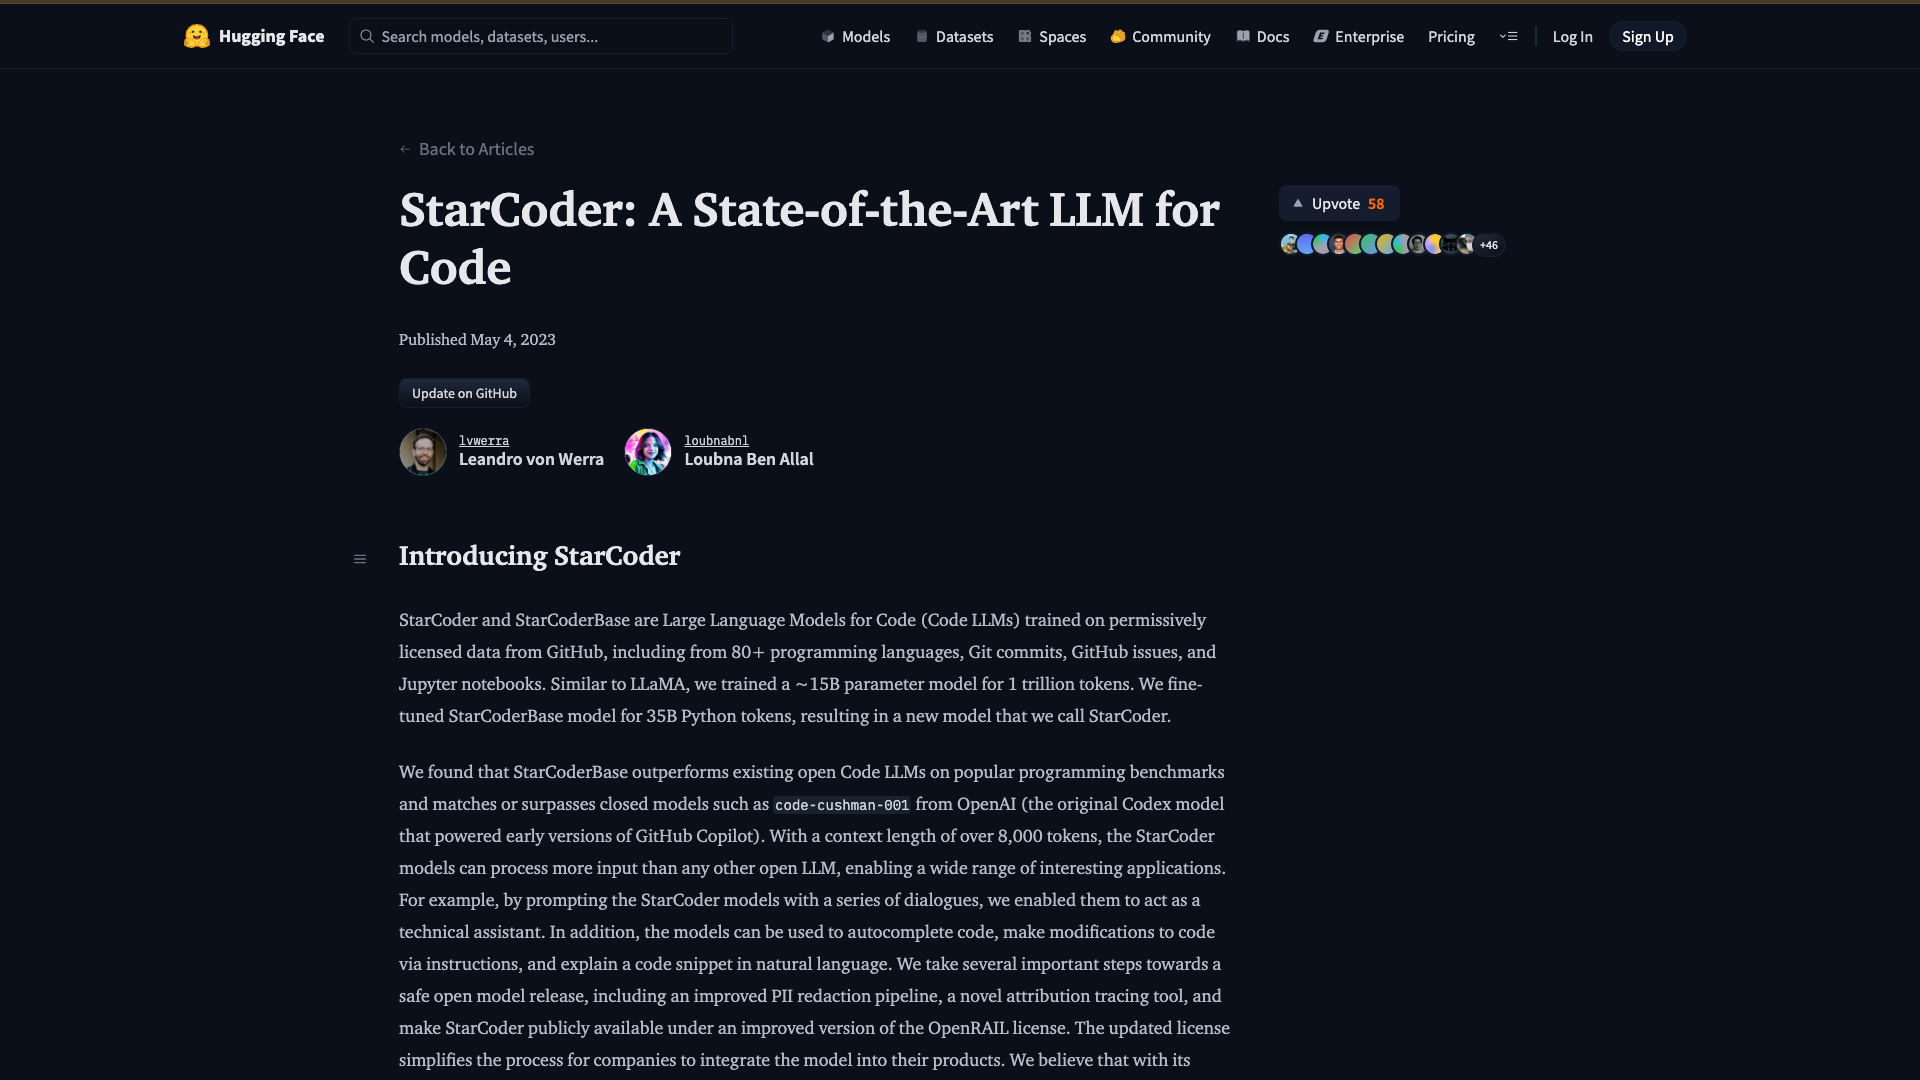 Hugging Face
Search models, datasets, users...
Models
Datasets
Spaces
Community
Docs
Enterprise
Pricing
Log In
Sign Up
← Back to Articles
StarCoder: A State-of-the-Art LLM for
Code
Upvote 58
+46
Published May 4, 2023
Update on GitHub
lvwerra
Leandro von Werra
loubnabnl
Loubna Ben Allal
Introducing StarCoder
StarCoder and StarCoderBase are Large Language Models for Code (Code LLMs) trained on permissively
licensed data from GitHub, including from 80+ programming languages, Git commits, GitHub issues, and
Jupyter notebooks. Similar to LLaMA, we trained a ~15B parameter model for 1 trillion tokens. We fine-
tuned StarCoderBase model for 35B Python tokens, resulting in a new model that we call StarCoder.
We found that StarCoderBase outperforms existing open Code LLMs on popular programming benchmarks
and matches or surpasses closed models such as code-cushman-001 from OpenAI (the original Codex model
that powered early versions of GitHub Copilot). With a context length of over 8,000 tokens, the StarCoder
models can process more input than any other open LLM, enabling a wide range of interesting applications.
For example, by prompting the StarCoder models with a series of dialogues, we enabled them to act as a
technical assistant. In addition, the models can be used to autocomplete code, make modifications to code
via instructions, and explain a code snippet in natural language. We take several important steps towards a
safe open model release, including an improved PII redaction pipeline, a novel attribution tracing tool, and
make StarCoder publicly available under an improved version of the OpenRAIL license. The updated license
simplifies the process for companies to integrate the model into their products. We believe that with its